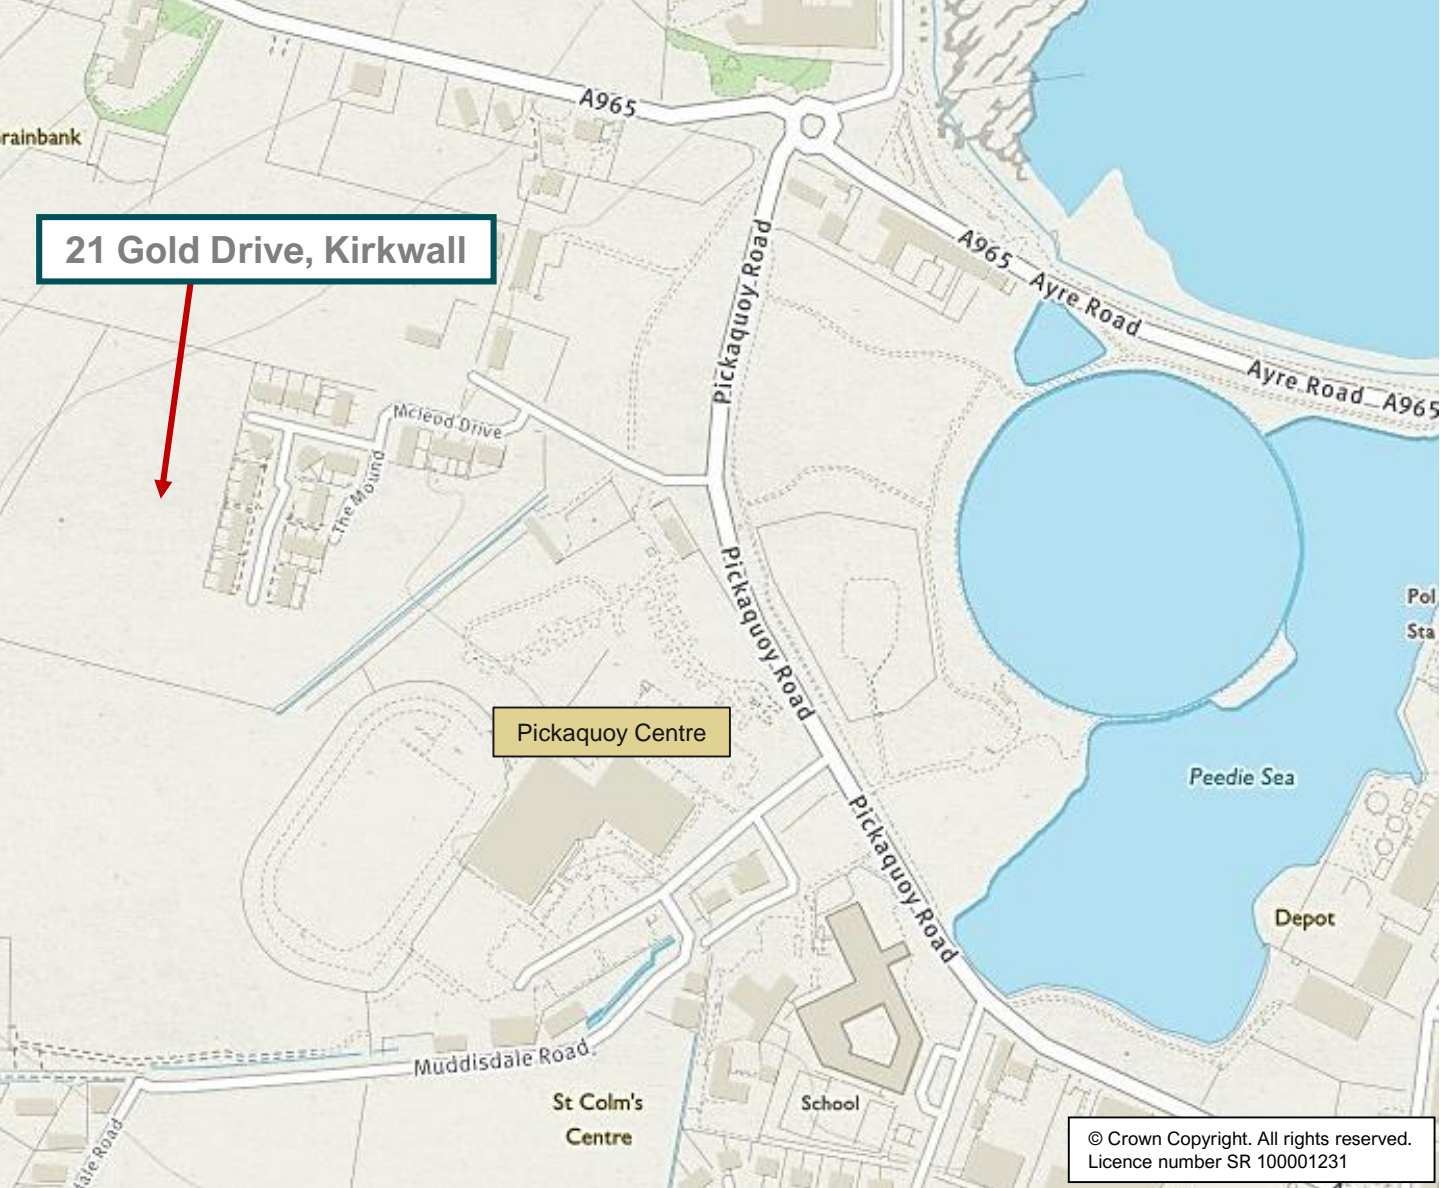 A965
rainbank
21 Gold Drive, Kirkwall
Pickaquoy Road
A965
Ayre Road
Ayre Road
A965
Mcleod Drive
The Mound
Pickaquoy Road
Pol
Sta
Pickaquoy Centre
Peedie Sea
Pickaquoy Road
Depot
Muddisdale Road
St Colm's
Centre
School
dale Road
© Crown Copyright. All rights reserved.
Licence number SR 100001231